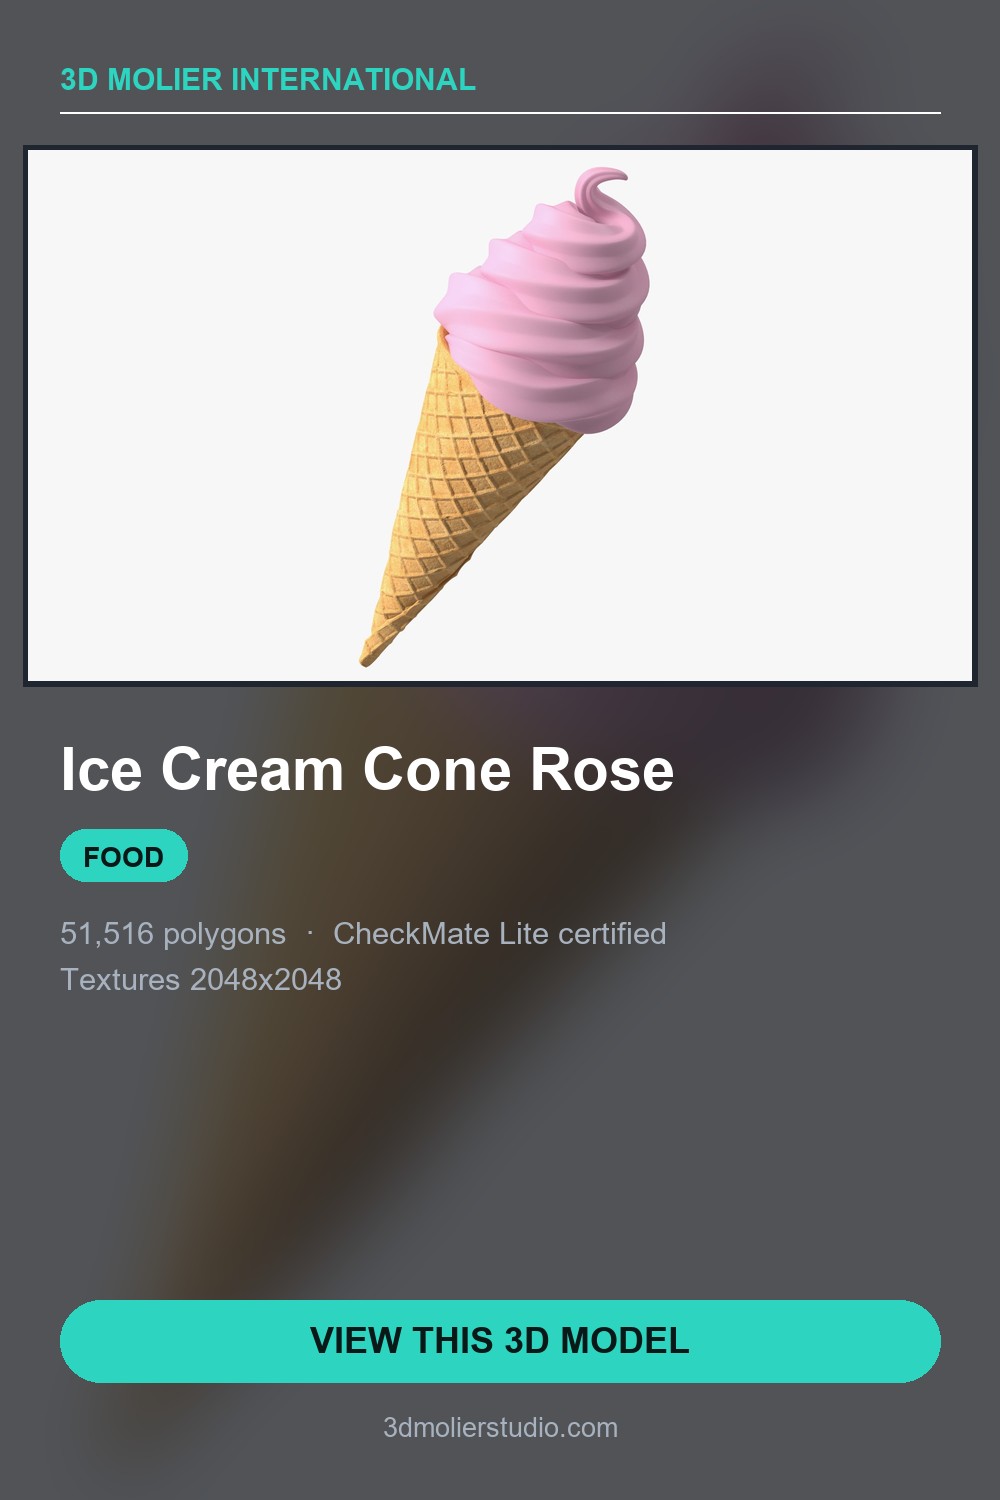 3D MOLIER INTERNATIONAL
Ice Cream Cone Rose
FOOD
51,516 polygons · CheckMate Lite certified
Textures 2048x2048
VIEW THIS 3D MODEL
3dmolierstudio.com